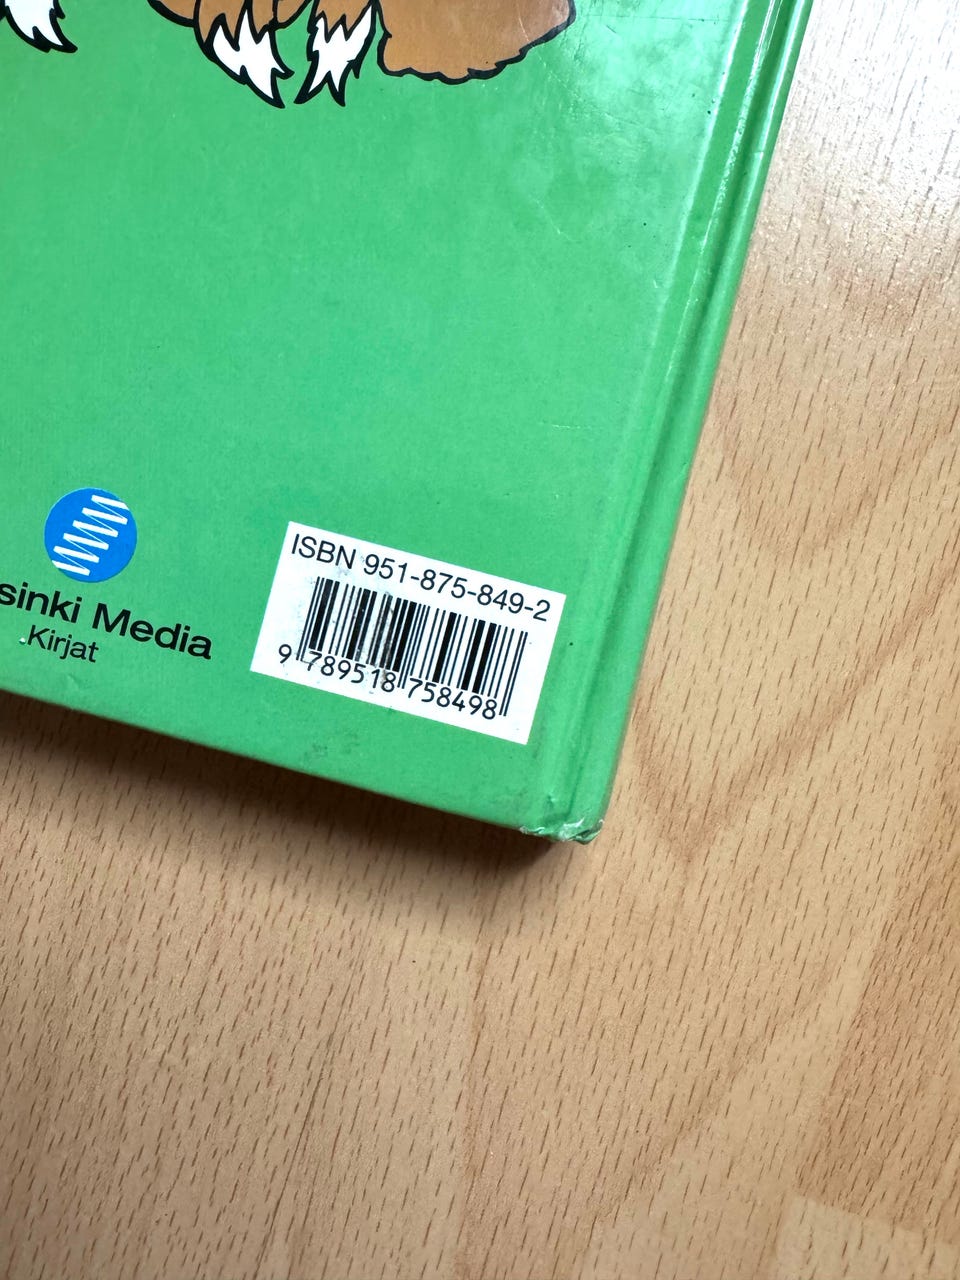 sinki Media
Kirjat
ISBN 951-875-849-2
9 789518 758498